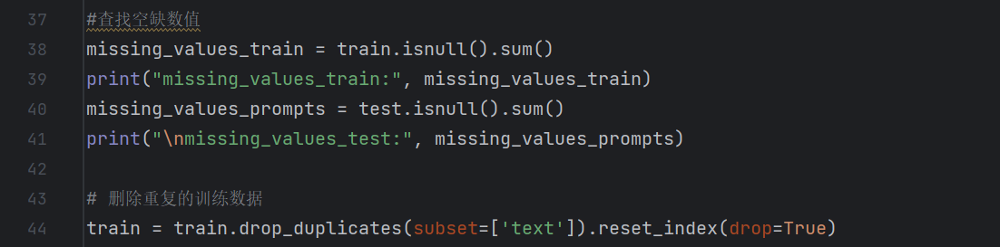 37 #查找空缺数值
38 missing_values_train = train.isnull().sum()
39 print("missing_values_train:", missing_values_train)
40 missing_values_prompts = test.isnull().sum()
41 print("\nmissing_values_test:", missing_values_prompts)
42
43 # 删除重复的训练数据
44 train = train.drop_duplicates(subset=['text']).reset_index(drop=True)